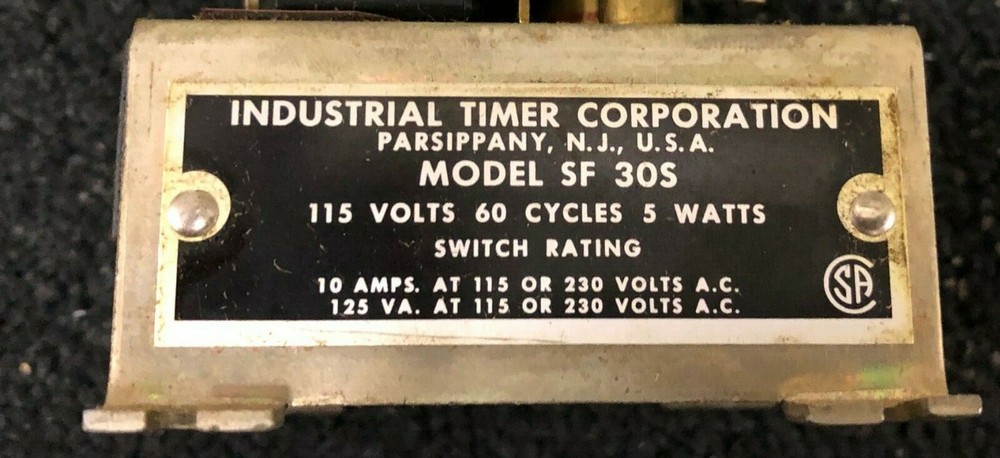 INDUSTRIAL TIMER CORPORATION
PARSIPPANY, N.J., U.S.A.
MODEL SF 30S
115 VOLTS 60 CYCLES 5 WATTS
SWITCH RATING
10 AMPS. AT 115 OR 230 VOLTS A.C.
125 VA. AT 115 OR 230 VOLTS A.C.
CSA